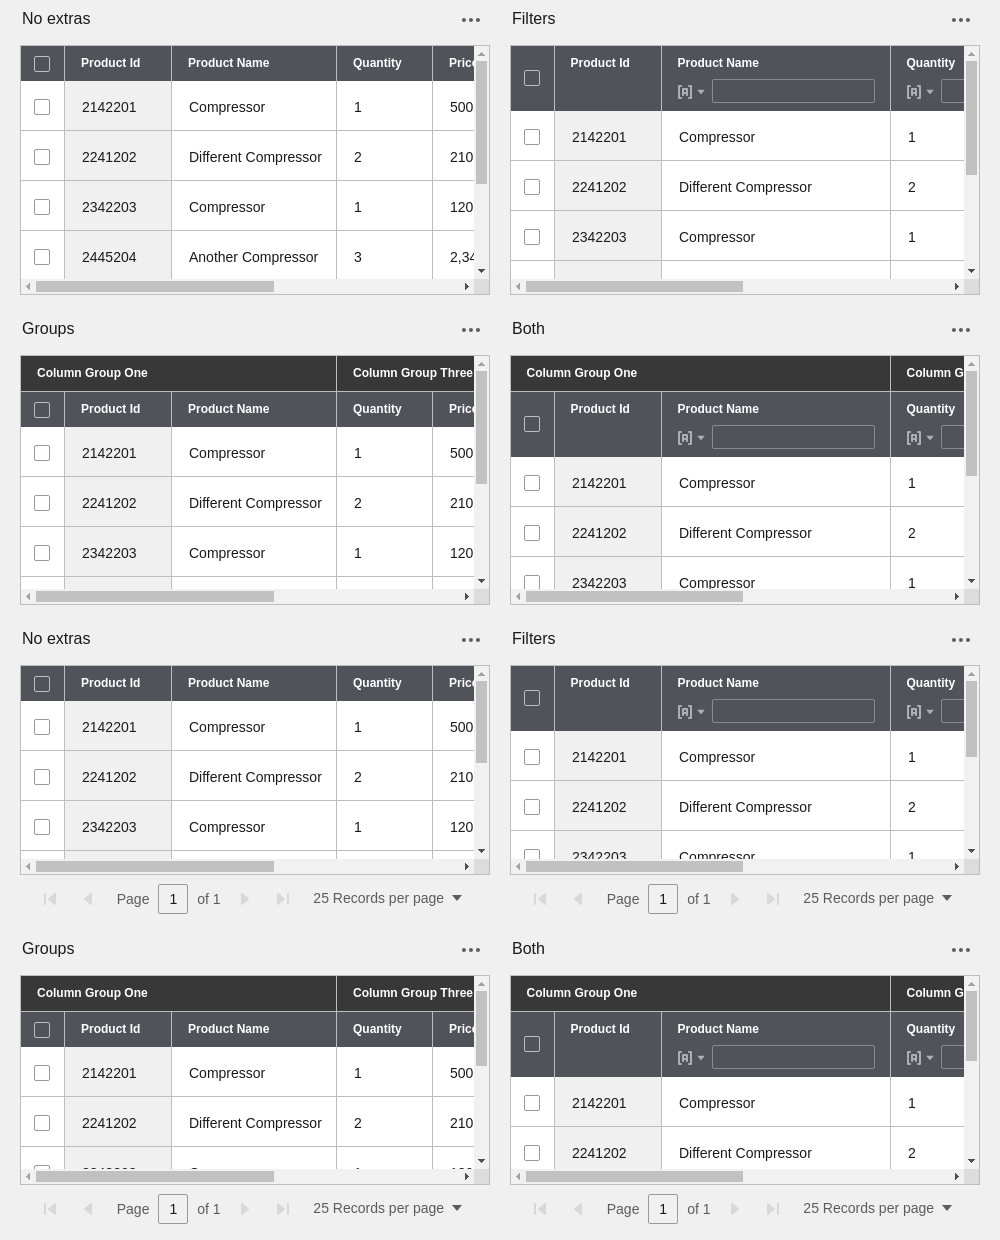 No extras
Product Id Product Name Quantity Price
2142201 Compressor 1 500
2241202 Different Compressor 2 210
2342203 Compressor 1 120
2445204 Another Compressor 3 2,34
Filters
Product Id Product Name Quantity
2142201 Compressor 1
2241202 Different Compressor 2
2342203 Compressor 1
Groups
Column Group One Column Group Three
Product Id Product Name Quantity Price
2142201 Compressor 1 500
2241202 Different Compressor 2 210
2342203 Compressor 1 120
Both
Column Group One Column G
Product Id Product Name Quantity
2142201 Compressor 1
2241202 Different Compressor 2
2342203 Compressor 1
No extras
Product Id Product Name Quantity Price
2142201 Compressor 1 500
2241202 Different Compressor 2 210
2342203 Compressor 1 120
Page 1 of 1 25 Records per page
Filters
Product Id Product Name Quantity
2142201 Compressor 1
2241202 Different Compressor 2
2342203 Compressor 1
Page 1 of 1 25 Records per page
Groups
Column Group One Column Group Three
Product Id Product Name Quantity Price
2142201 Compressor 1 500
2241202 Different Compressor 2 210
Page 1 of 1 25 Records per page
Both
Column Group One Column G
Product Id Product Name Quantity
2142201 Compressor 1
2241202 Different Compressor 2
Page 1 of 1 25 Records per page